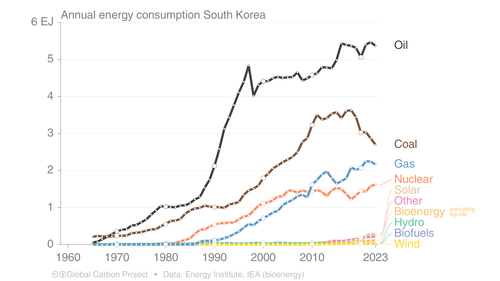 Annual energy consumption South Korea
6 EJ
5
4
3
2
1
0
1960
1970
1980
1990
2000
2010
2023
Oil
Coal
Gas
Nuclear
Solar
Other
Bioenergy excluding liquids
Hydro
Biofuels
Wind
Global Carbon Project • Data: Energy Institute, IEA (bioenergy)